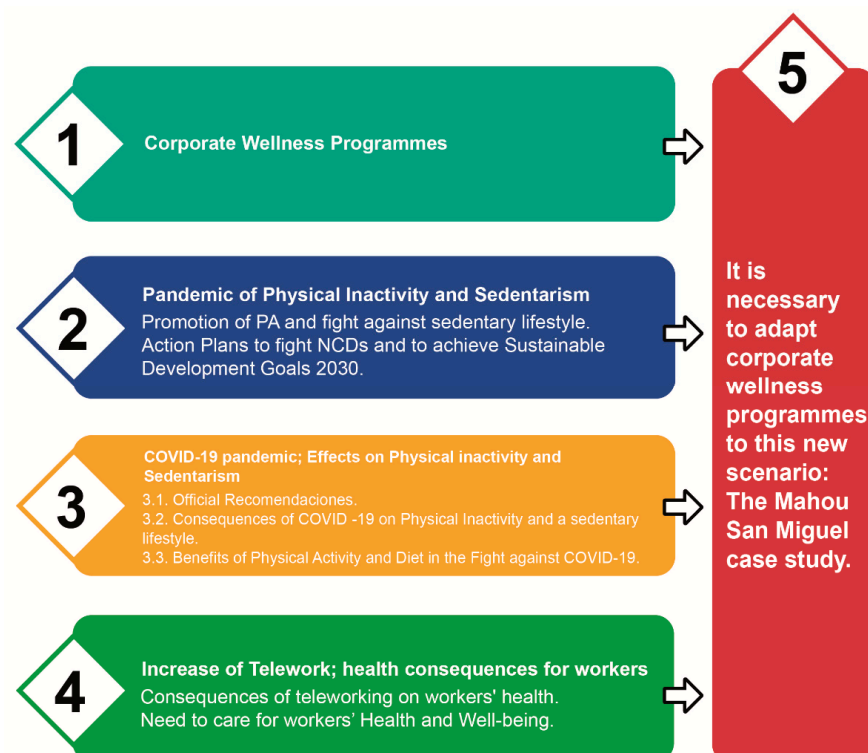 1
Corporate Wellness Programmes
2
Pandemic of Physical Inactivity and Sedentarism
Promotion of PA and fight against sedentary lifestyle.
Action Plans to fight NCDs and to achieve Sustainable
Development Goals 2030.
3
COVID-19 pandemic; Effects on Physical inactivity and
Sedentarism
3.1. Official Recomendaciones.
3.2. Consequences of COVID -19 on Physical Inactivity and a sedentary
lifestyle.
3.3. Benefits of Physical Activity and Diet in the Fight against COVID-19.
4
Increase of Telework; health consequences for workers
Consequences of teleworking on workers' health.
Need to care for workers’ Health and Well-being.
5
It is
necessary
to adapt
corporate
wellness
programmes
to this new
scenario:
The Mahou
San Miguel
case study.